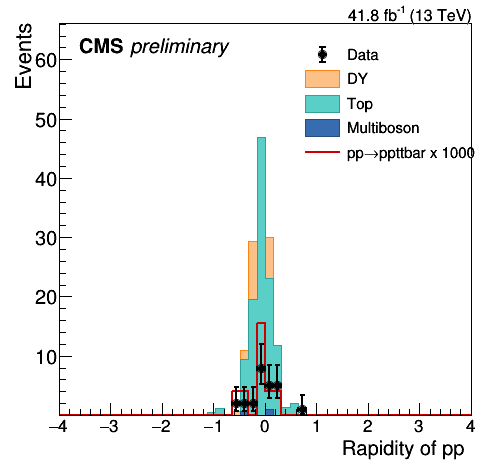 41.8 fb⁻¹ (13 TeV)
Events
CMS preliminary
Data
DY
Top
Multiboson
pp→ppttbar x 1000
60
50
40
30
20
10
−4 −3 −2 −1 0 1 2 3 4
Rapidity of pp